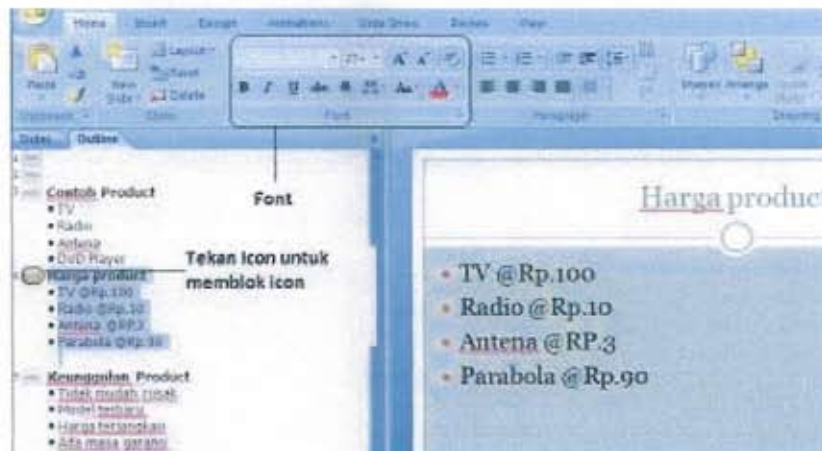 Home Insert Design Animations Slide Show Review View
Layout
Reset
Delete
Paste
New
Slide
Font
Paragraph
Shapes Arrange
Slides Outline
Contoh Product
TV
Radio
Antena
DVD Player
Harga product
TV @Rp.100
Radio @Rp.10
Antena @RP.3
Parabola @Rp.90
Keunggulan Product
Tidak mudah rusak
Model terbaru
Harga terjangkau
Ada masa garansi
Font
Tekan Icon untuk
memblok icon
Harga product
TV @Rp.100
Radio @Rp.10
Antena @RP.3
Parabola @Rp.90